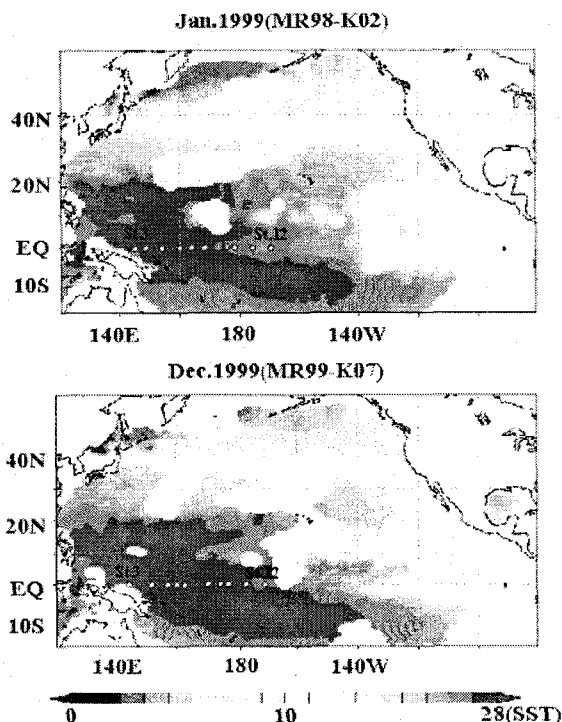 Jan.1999(MR98-K02)
40N
20N
EQ
10S
St.3
St.12
140E 180 140W
Dec.1999(MR99-K07)
40N
20N
EQ
10S
St.3
140E 180 140W
0 10 28(SST)